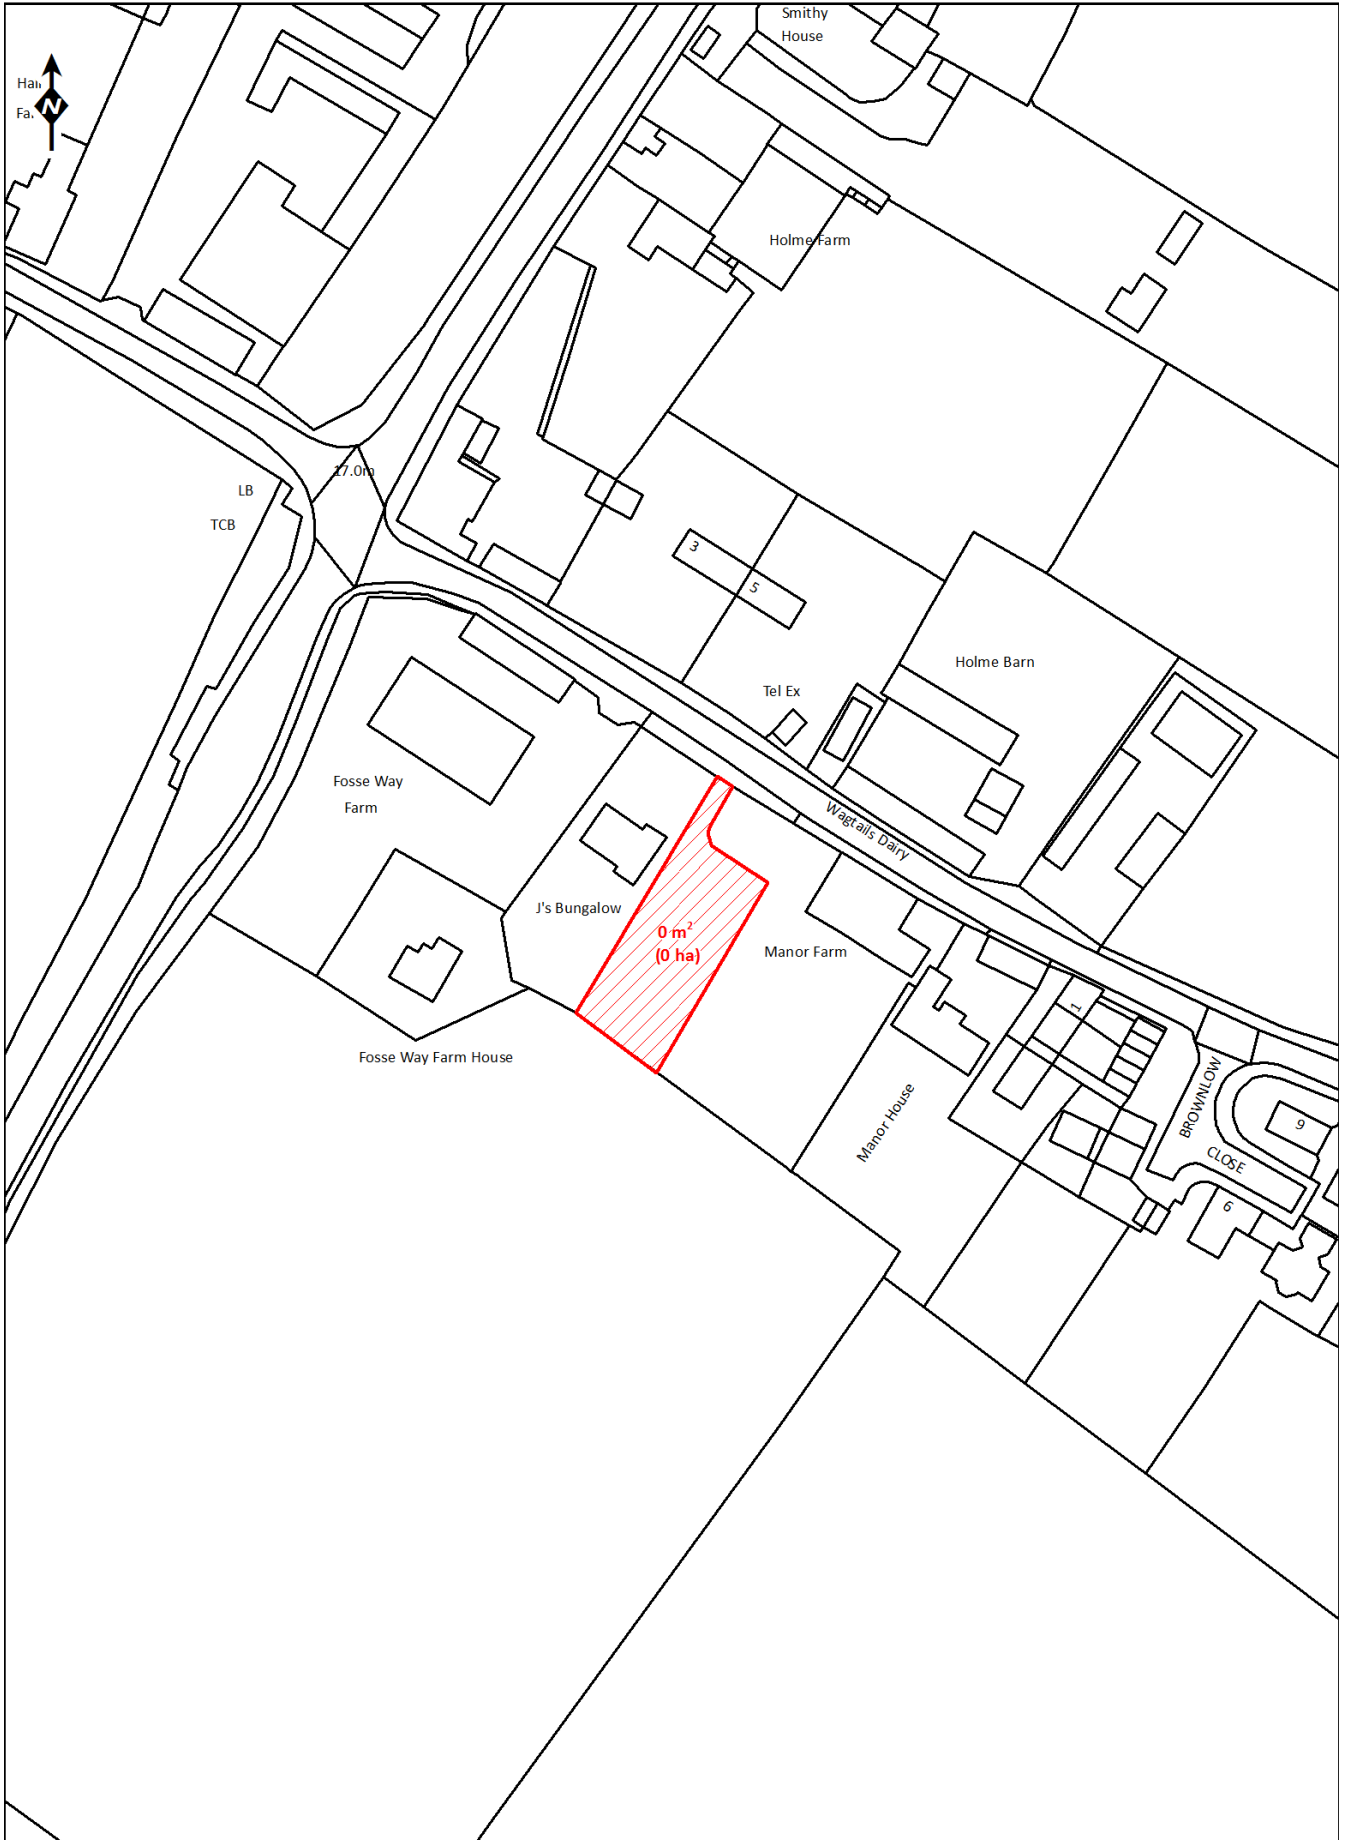 Smithy
House
N
Holme Farm
17.0m
LB
TCB
3
5
Holme Barn
Tel Ex
Fosse Way
Farm
Wagtails Dairy
J's Bungalow
0 m²
(0 ha)
Manor Farm
Fosse Way Farm House
1
Manor House
BROWNLOW
CLOSE
9
6